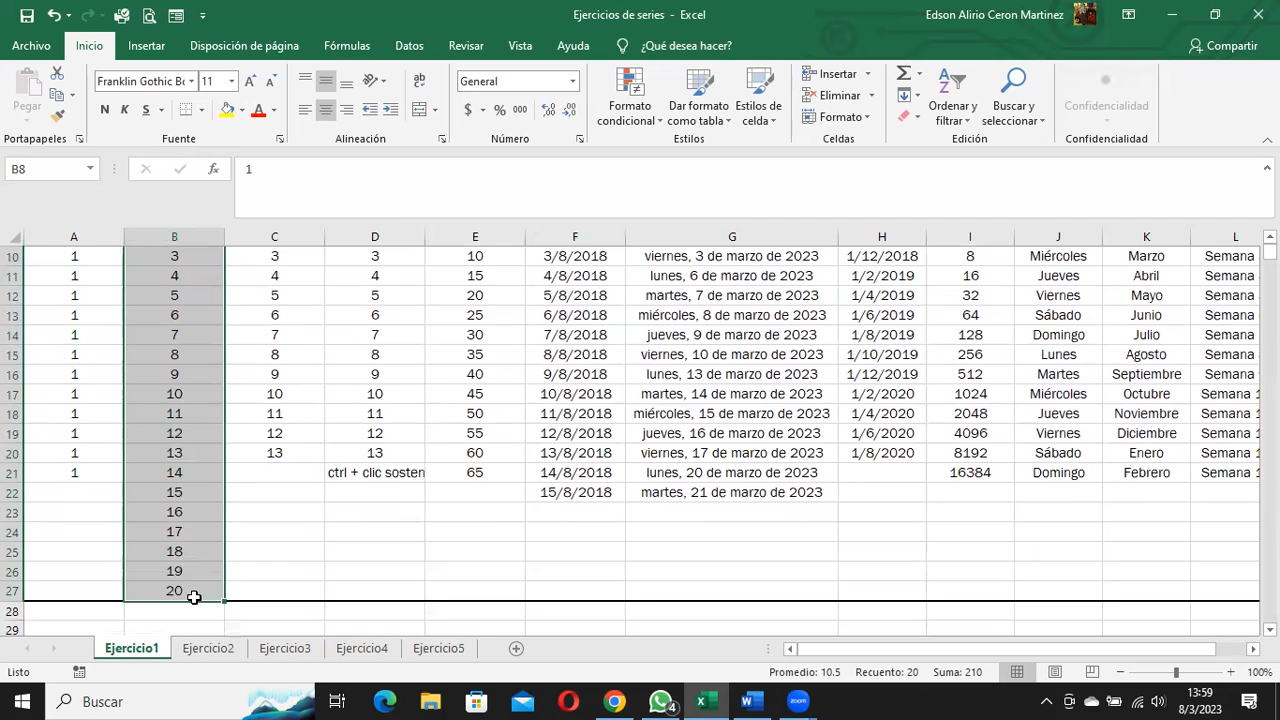 Ejercicios de series - Excel
Edson Alirio Ceron Martinez
Archivo Inicio Insertar Disposición de página Fórmulas Datos Revisar Vista Ayuda ¿Qué desea hacer? Compartir
Pegar
Franklin Gothic Bo 11
N K S
General
$ % 000
Formato condicional
Dar formato como tabla
Estilos de celda
Insertar
Eliminar
Formato
Ordenar y filtrar
Buscar y seleccionar
Confidencialidad
Portapapeles Fuente Alineación Número Estilos Celdas Edición Confidencialidad
B8 fx 1
A B C D E F G H I J K L
10 1 3 3 3 10 3/8/2018 viernes, 3 de marzo de 2023 1/12/2018 8 Miércoles Marzo Semana
11 1 4 4 4 15 4/8/2018 lunes, 6 de marzo de 2023 1/2/2019 16 Jueves Abril Semana
12 1 5 5 5 20 5/8/2018 martes, 7 de marzo de 2023 1/4/2019 32 Viernes Mayo Semana
13 1 6 6 6 25 6/8/2018 miércoles, 8 de marzo de 2023 1/6/2019 64 Sábado Junio Semana
14 1 7 7 7 30 7/8/2018 jueves, 9 de marzo de 2023 1/8/2019 128 Domingo Julio Semana
15 1 8 8 8 35 8/8/2018 viernes, 10 de marzo de 2023 1/10/2019 256 Lunes Agosto Semana
16 1 9 9 9 40 9/8/2018 lunes, 13 de marzo de 2023 1/12/2019 512 Martes Septiembre Semana
17 1 10 10 10 45 10/8/2018 martes, 14 de marzo de 2023 1/2/2020 1024 Miércoles Octubre Semana 1
18 1 11 11 11 50 11/8/2018 miércoles, 15 de marzo de 2023 1/4/2020 2048 Jueves Noviembre Semana 1
19 1 12 12 12 55 12/8/2018 jueves, 16 de marzo de 2023 1/6/2020 4096 Viernes Diciembre Semana 1
20 1 13 13 13 60 13/8/2018 viernes, 17 de marzo de 2023 1/8/2020 8192 Sábado Enero Semana 1
21 1 14 ctrl + clic sosten 65 14/8/2018 lunes, 20 de marzo de 2023 16384 Domingo Febrero Semana 1
22 15 15/8/2018 martes, 21 de marzo de 2023
23 16
24 17
25 18
26 19
27 20
28
29
Ejercicio1 Ejercicio2 Ejercicio3 Ejercicio4 Ejercicio5
Listo Promedio: 10.5 Recuento: 20 Suma: 210 100%
Buscar 4 zoom 13:59
8/3/2023